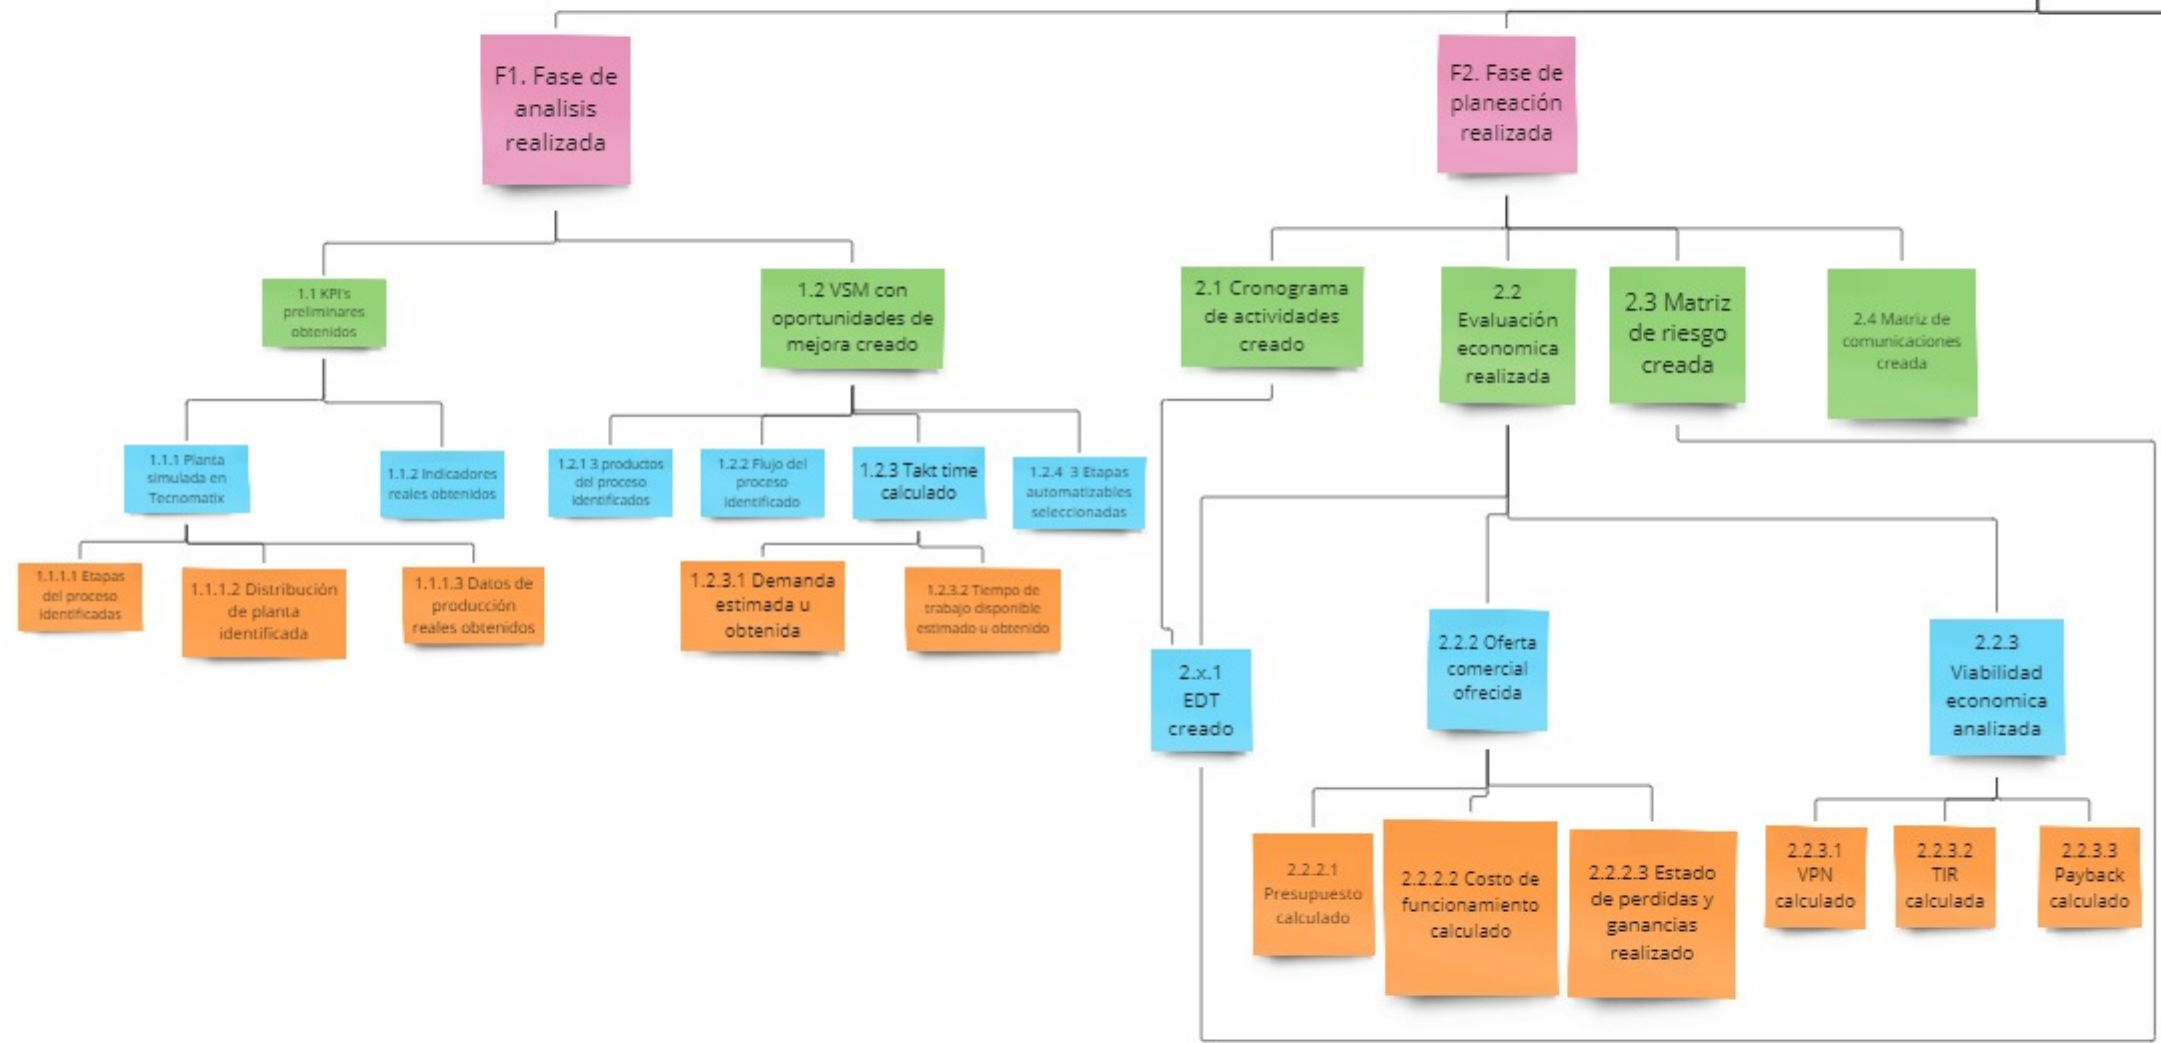 F1. Fase de
analisis
realizada
F2. Fase de
planeación
realizada
1.1 KPI's
preliminares
obtenidos
1.2 VSM con
oportunidades de
mejora creado
2.1 Cronograma
de actividades
creado
2.2
Evaluación
economica
realizada
2.3 Matriz
de riesgo
creada
2.4 Matriz de
comunicaciones
creada
1.1.1 Planta
simulada en
Tecnomatix
1.1.2 Indicadores
reales obtenidos
1.2.1 3 productos
del proceso
identificados
1.2.2 Flujo del
proceso
identificado
1.2.3 Takt time
calculado
1.2.4 3 Etapas
automatizables
seleccionadas
1.1.1.1 Etapas
del proceso
identificadas
1.1.1.2 Distribución
de planta
identificada
1.1.1.3 Datos de
producción
reales obtenidos
1.2.3.1 Demanda
estimada u
obtenida
1.2.3.2 Tiempo de
trabajo disponible
estimado u obtenido
2.x.1
EDT
creado
2.2.2 Oferta
comercial
ofrecida
2.2.3
Viabilidad
economica
analizada
2.2.2.1
Presupuesto
calculado
2.2.2.2 Costo de
funcionamiento
calculado
2.2.2.3 Estado
de perdidas y
ganancias
realizado
2.2.3.1
VPN
calculado
2.2.3.2
TIR
calculada
2.2.3.3
Payback
calculado